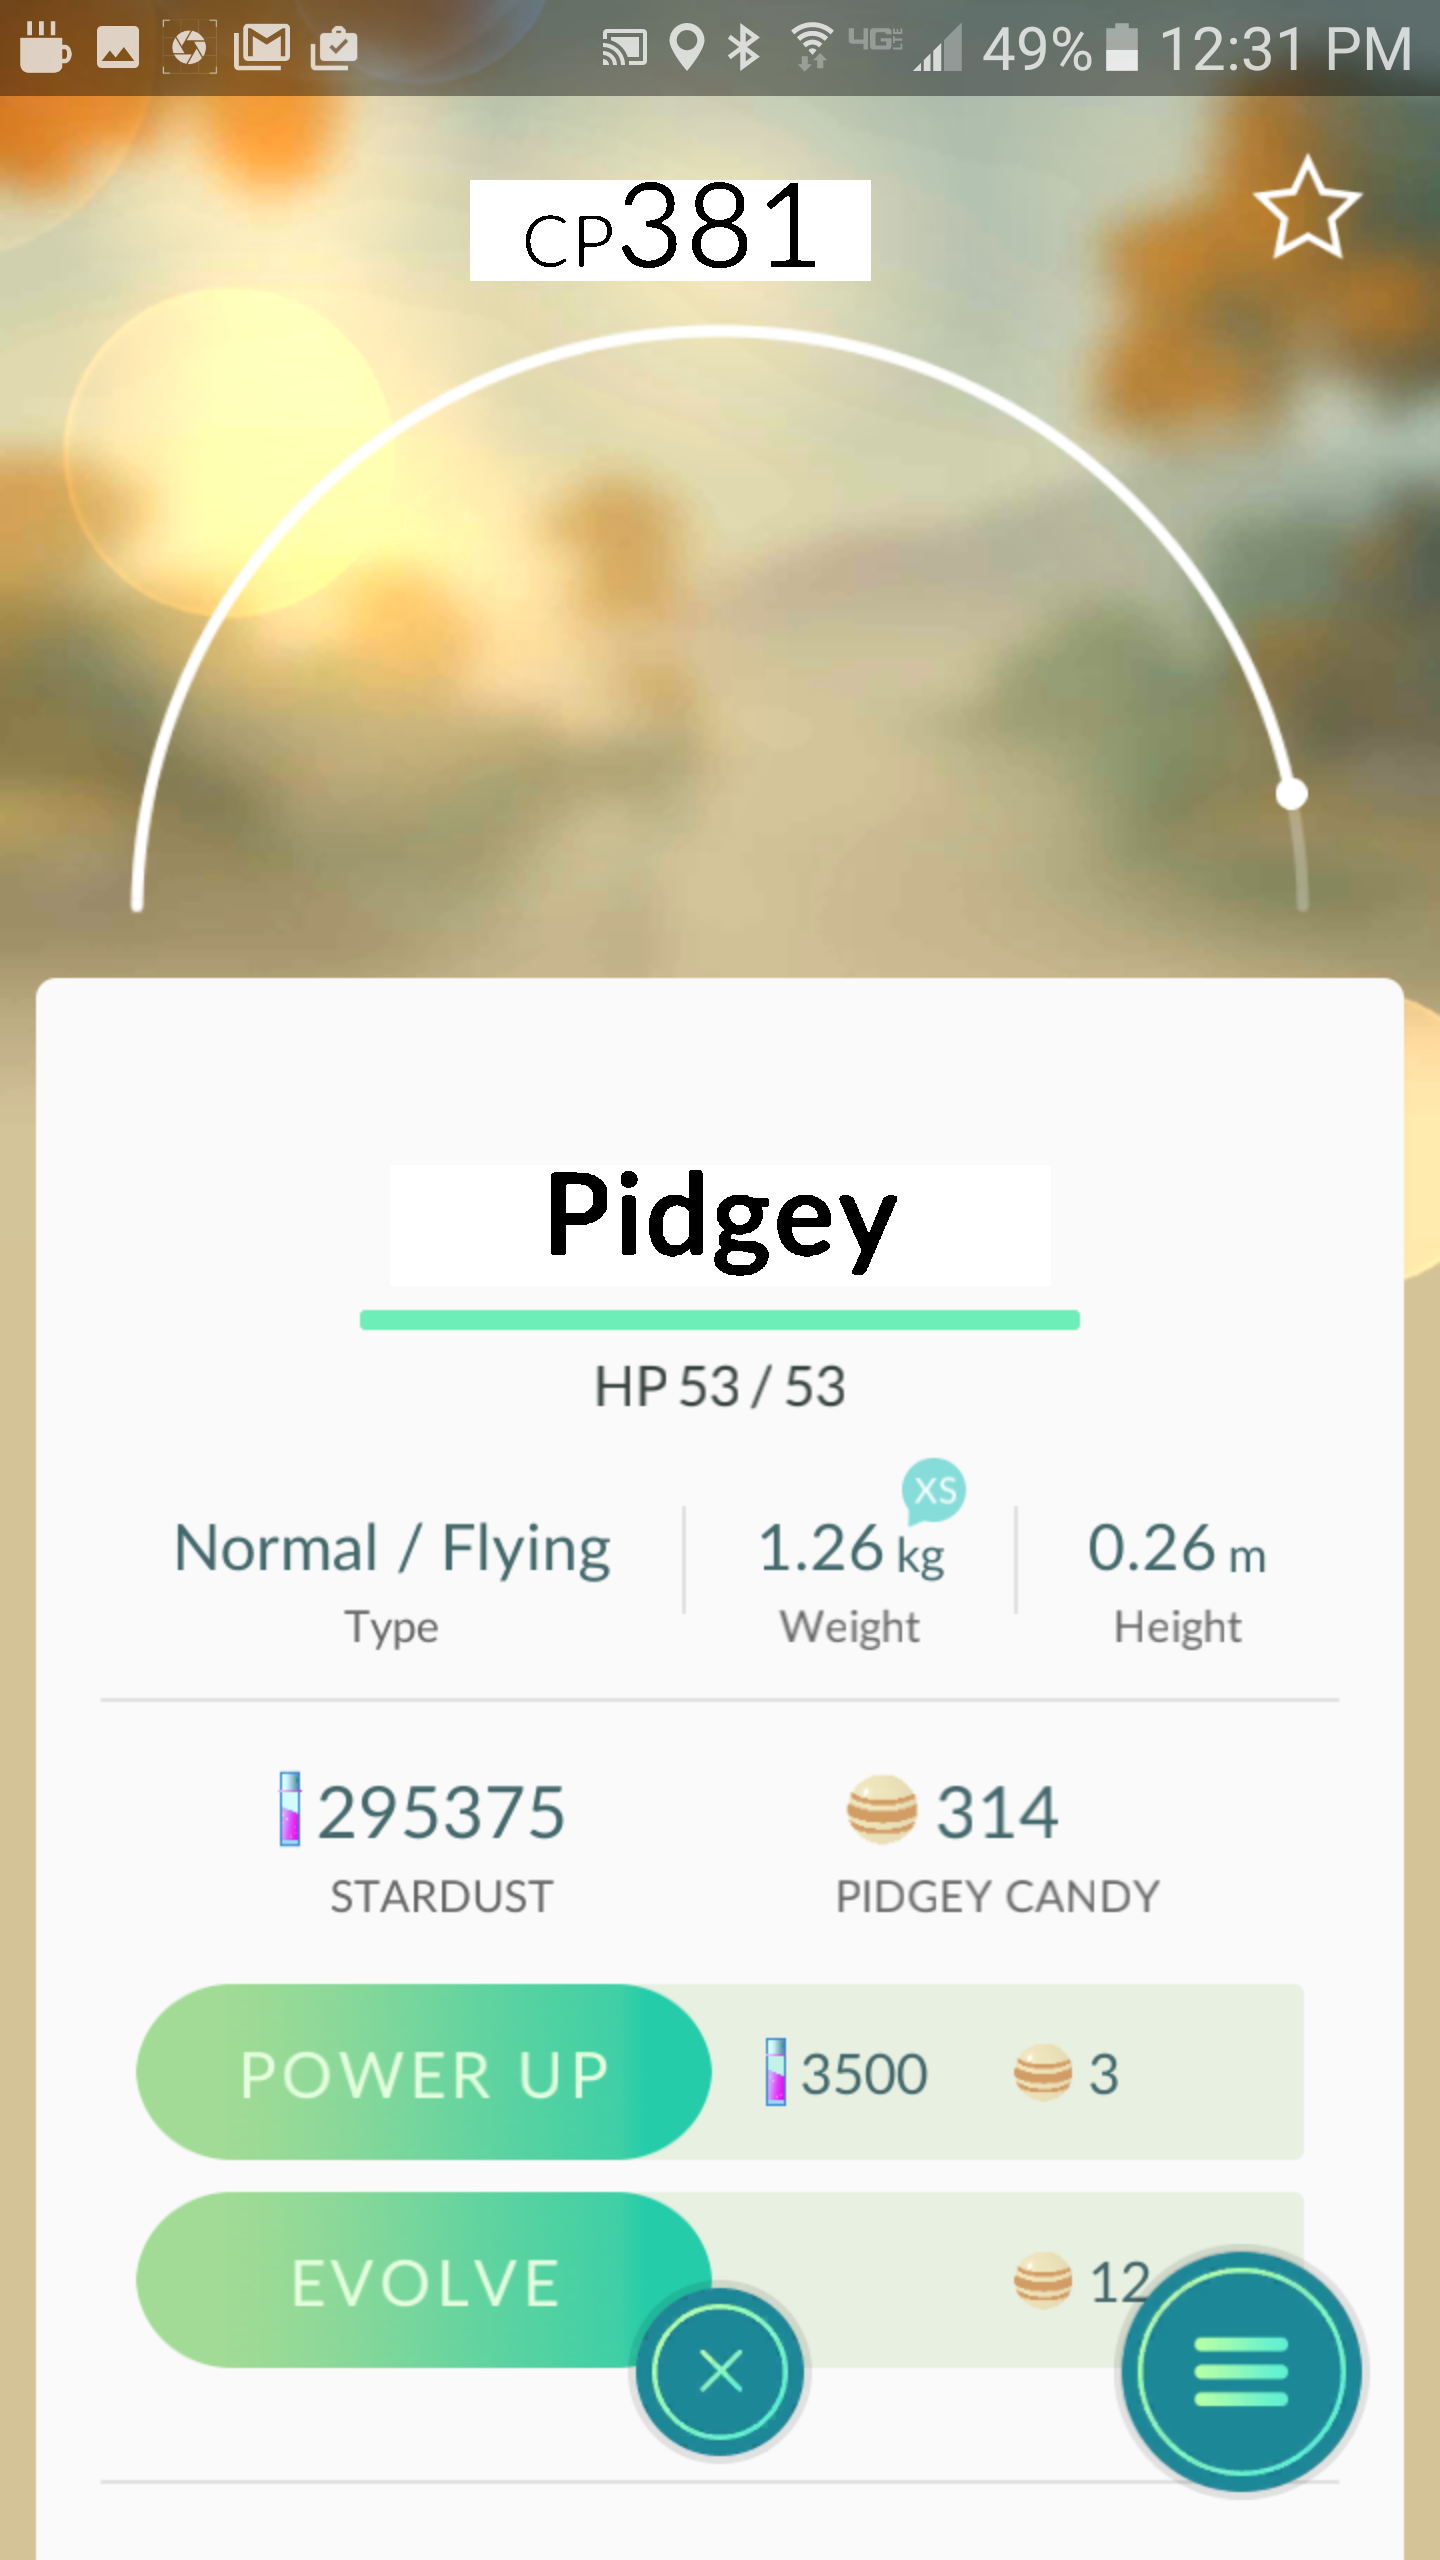 4G LTE 49% 12:31 PM
CP381
Pidgey
HP 53 / 53
XS
Normal / Flying 1.26 kg 0.26 m
Type Weight Height
295375 314
STARDUST PIDGEY CANDY
POWER UP 3500 3
EVOLVE 12